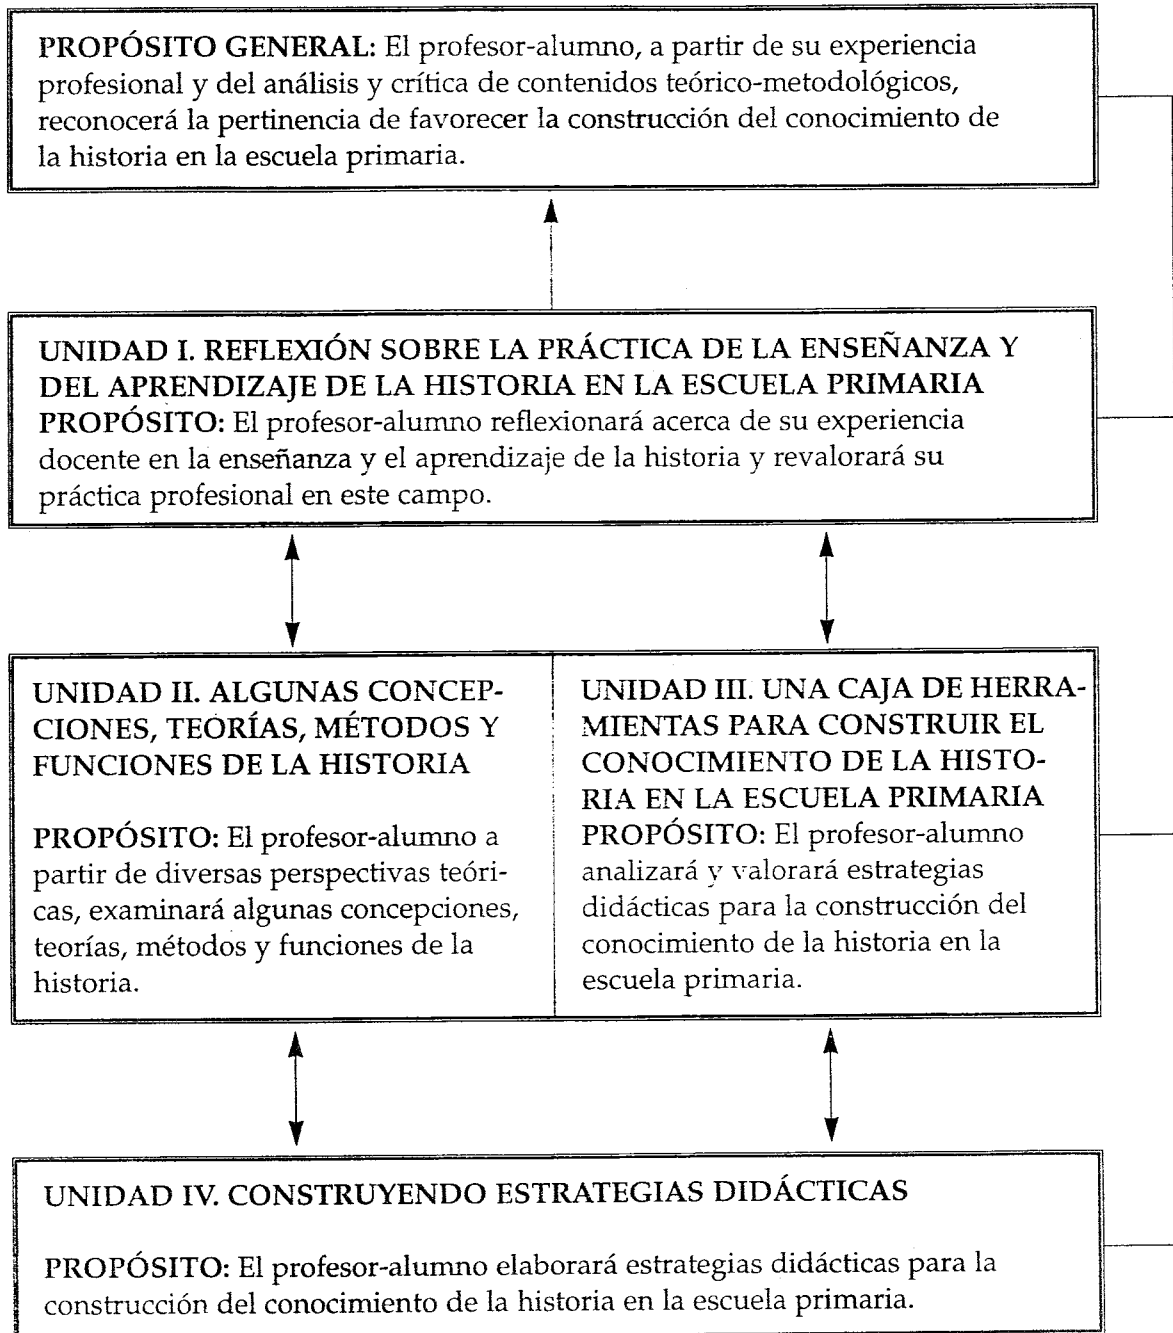 PROPÓSITO GENERAL: El profesor-alumno, a partir de su experiencia
profesional y del análisis y crítica de contenidos teórico-metodológicos,
reconocerá la pertinencia de favorecer la construcción del conocimiento de
la historia en la escuela primaria.
UNIDAD I. REFLEXIÓN SOBRE LA PRÁCTICA DE LA ENSEÑANZA Y
DEL APRENDIZAJE DE LA HISTORIA EN LA ESCUELA PRIMARIA
PROPÓSITO: El profesor-alumno reflexionará acerca de su experiencia
docente en la enseñanza y el aprendizaje de la historia y revalorará su
práctica profesional en este campo.
UNIDAD II. ALGUNAS CONCEP-
CIONES, TEORÍAS, MÉTODOS Y
FUNCIONES DE LA HISTORIA
PROPÓSITO: El profesor-alumno a
partir de diversas perspectivas teóri-
cas, examinará algunas concepciones,
teorías, métodos y funciones de la
historia.
UNIDAD III. UNA CAJA DE HERRA-
MIENTAS PARA CONSTRUIR EL
CONOCIMIENTO DE LA HISTO-
RIA EN LA ESCUELA PRIMARIA
PROPÓSITO: El profesor-alumno
analizará y valorará estrategias
didácticas para la construcción del
conocimiento de la historia en la
escuela primaria.
UNIDAD IV. CONSTRUYENDO ESTRATEGIAS DIDÁCTICAS
PROPÓSITO: El profesor-alumno elaborará estrategias didácticas para la
construcción del conocimiento de la historia en la escuela primaria.